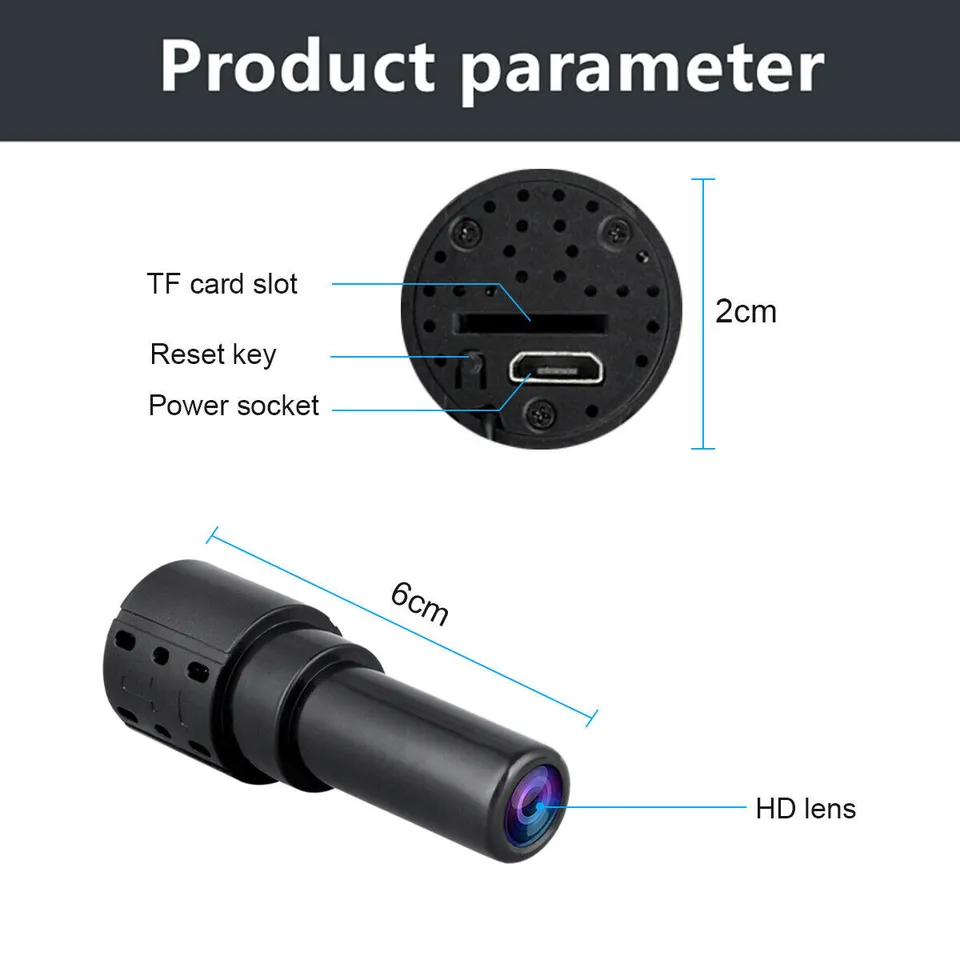 Product parameter
TF card slot
2cm
Reset key
Power socket
6cm
HD lens